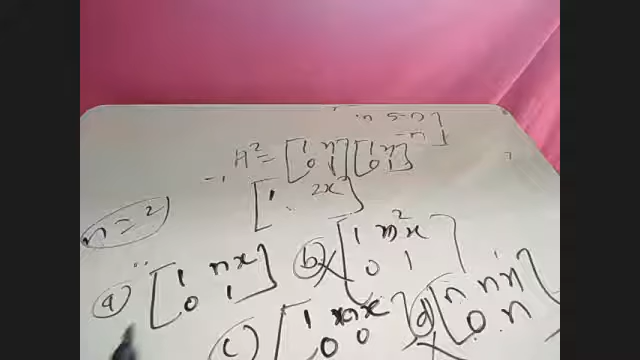 A² = [1 x 0 1] [1 x 0 1]
[1 2x]
n = 2
a) [1 nx 0 1] b) [1 n²x 0 1]
c) [1 nx 0 0] d) [n nx 0 n]